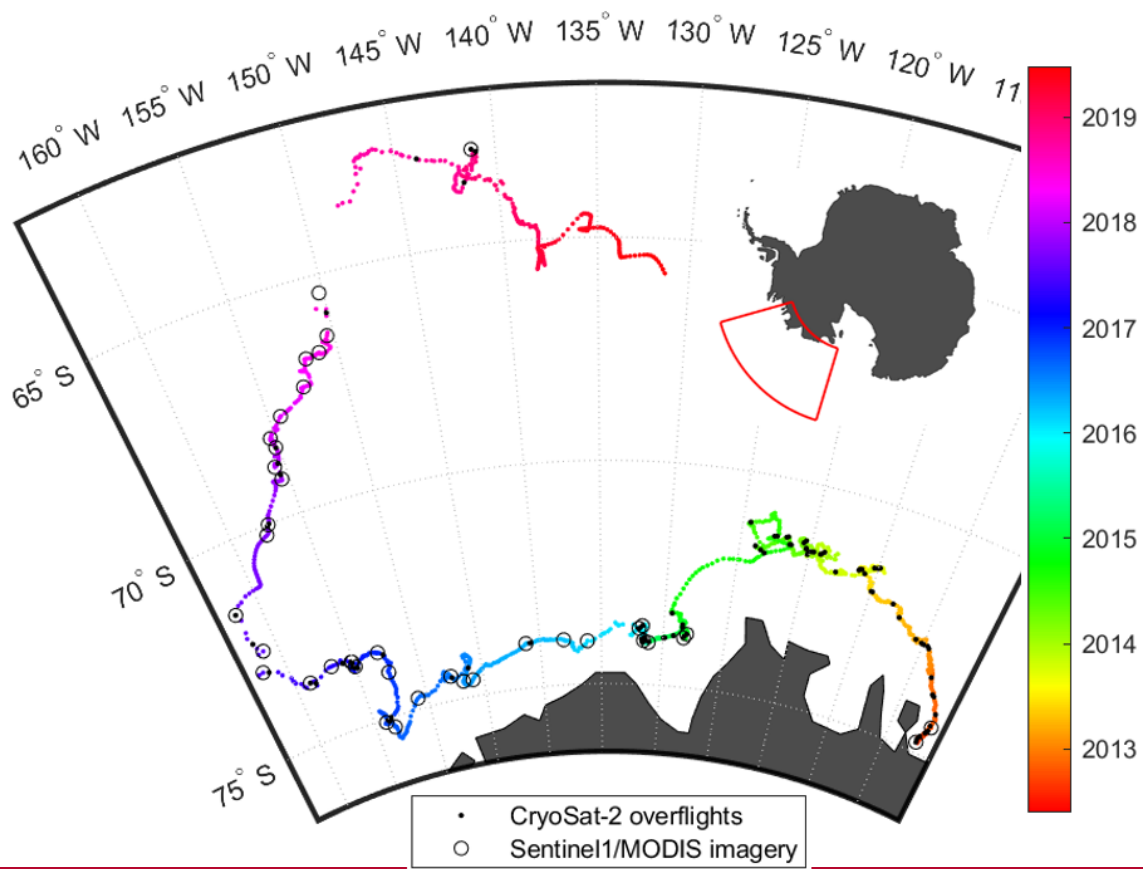 160° W
155° W
150° W
145° W
140° W
135° W
130° W
125° W
120° W
11
65° S
70° S
75° S
2019
2018
2017
2016
2015
2014
2013
CryoSat-2 overflights
Sentinel1/MODIS imagery